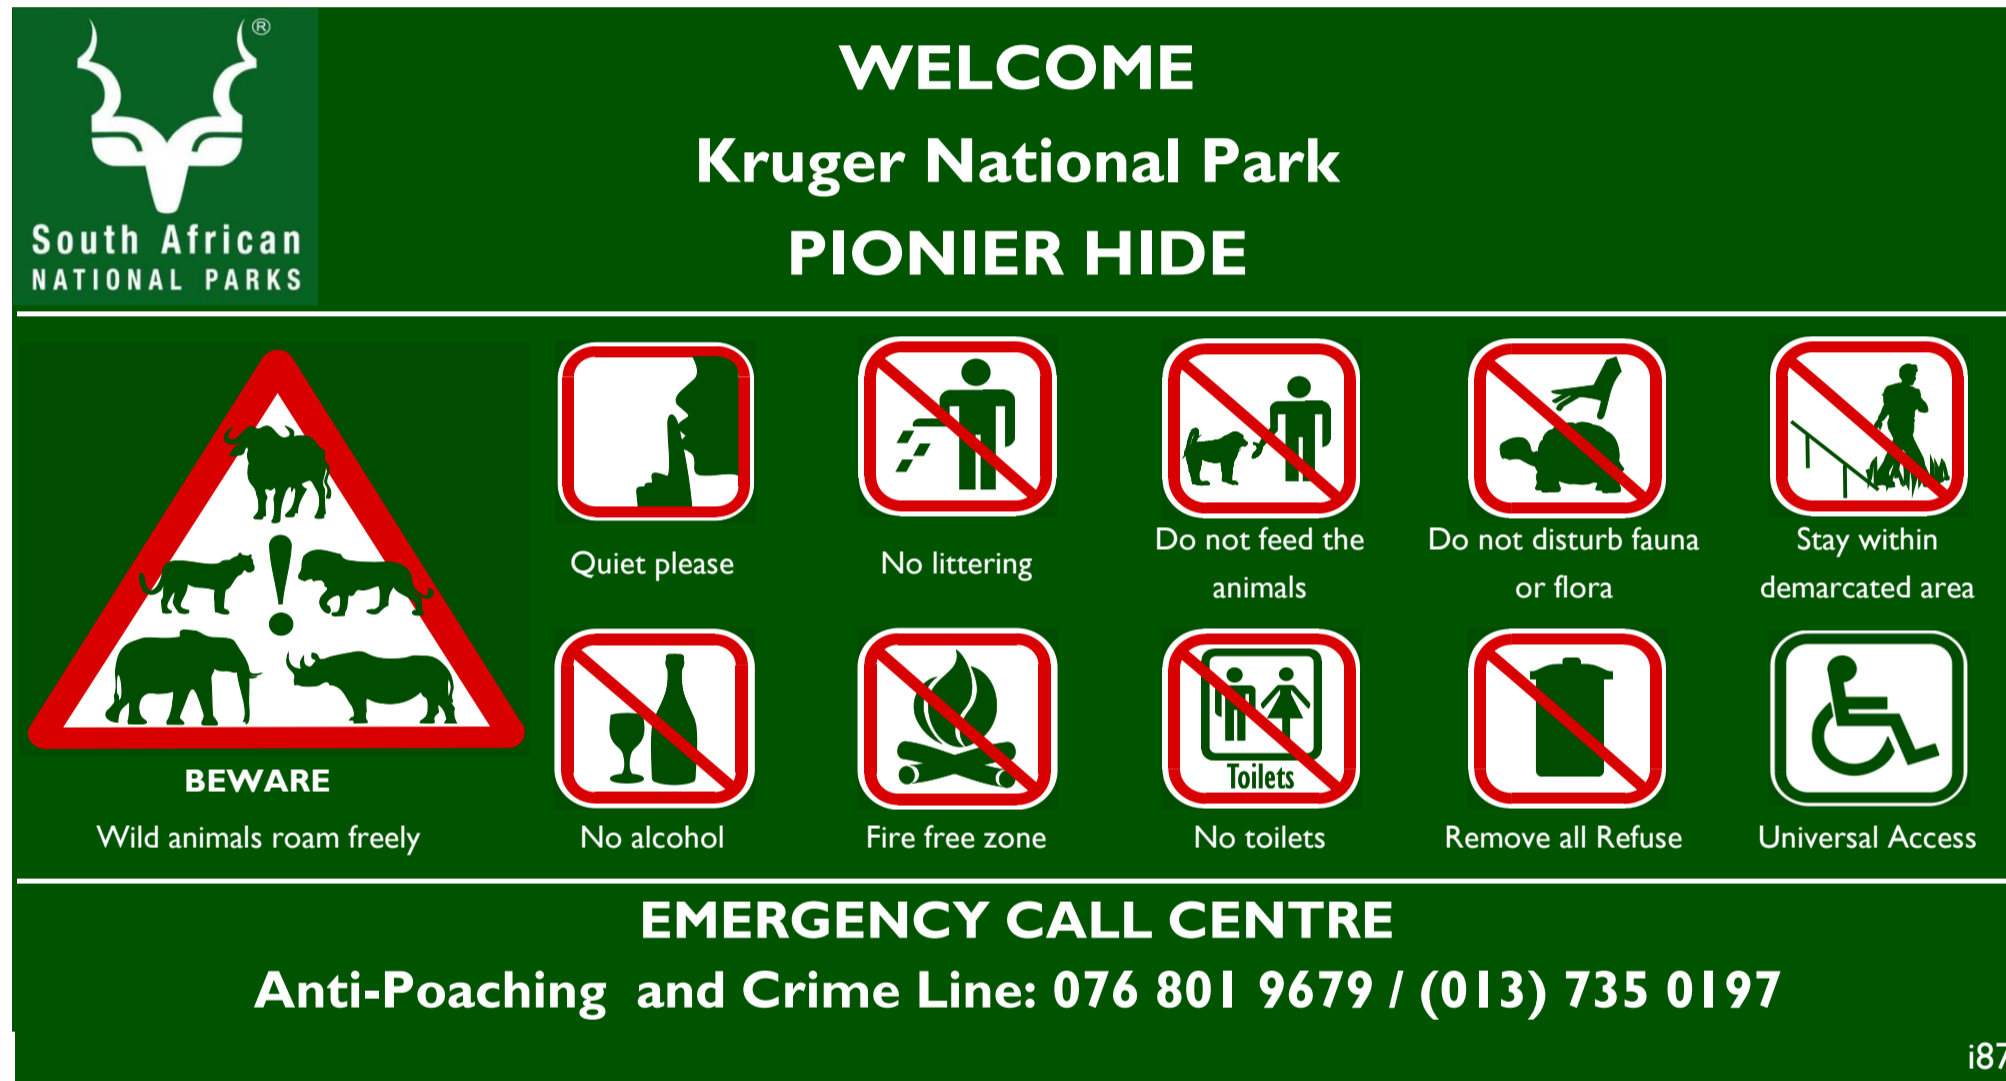 ®
South African
NATIONAL PARKS
WELCOME
Kruger National Park
PIONIER HIDE
BEWARE
Wild animals roam freely
Quiet please
No littering
Do not feed the
animals
Do not disturb fauna
or flora
Stay within
demarcated area
No alcohol
Fire free zone
Toilets
No toilets
Remove all Refuse
Universal Access
EMERGENCY CALL CENTRE
Anti-Poaching and Crime Line: 076 801 9679 / (013) 735 0197
i87